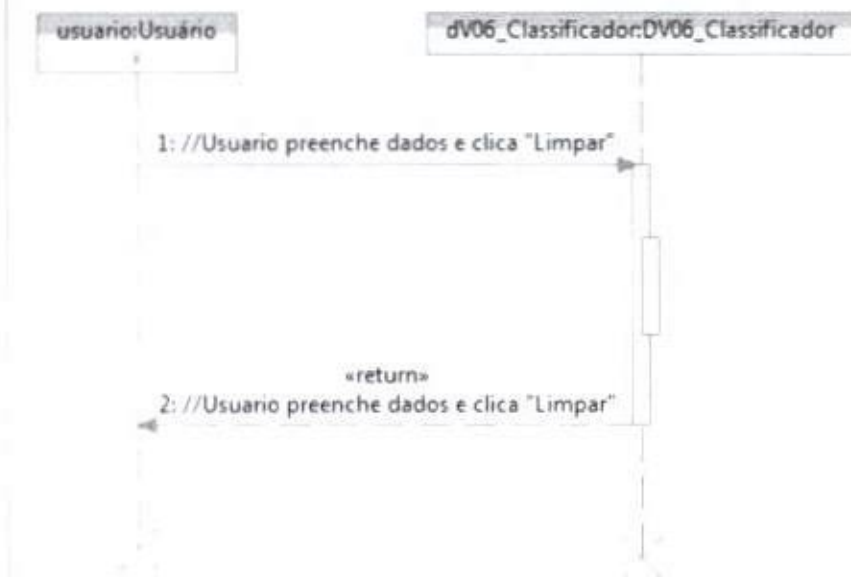 usuario:Usuário
dV06_Classificador:DV06_Classificador
1: //Usuario preenche dados e clica "Limpar"
«return»
2: //Usuario preenche dados e clica "Limpar"